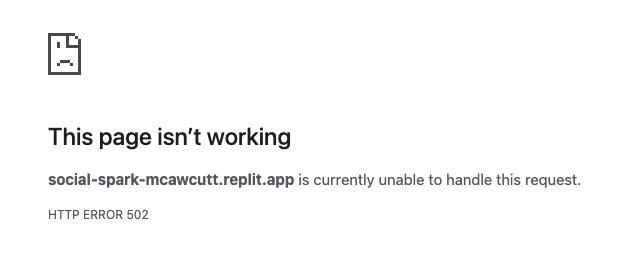 This page isn’t working
social-spark-mcawcutt.replit.app is currently unable to handle this request.
HTTP ERROR 502